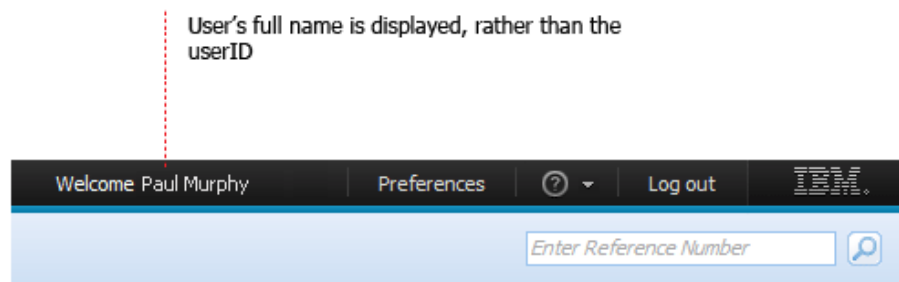 User's full name is displayed, rather than the
userID
Welcome Paul Murphy Preferences ? Log out IBM.
Enter Reference Number